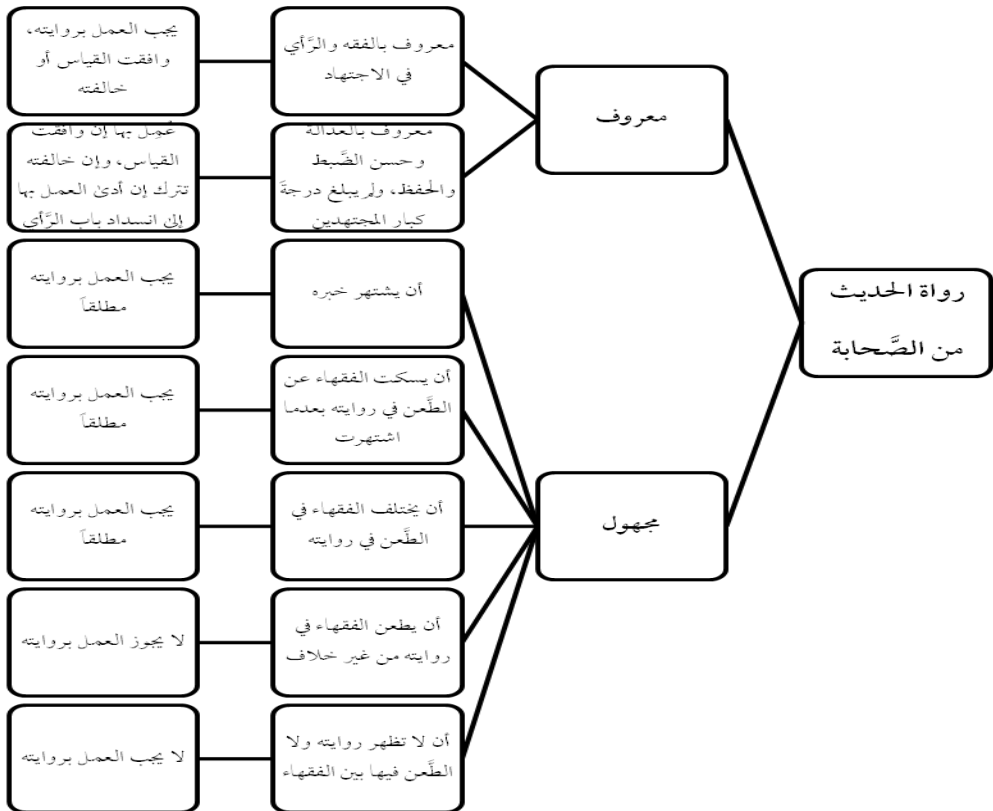 رواة الحديث
من الصَّحابة
معروف
معروف بالفقه والرَّأي
في الاجتهاد
يجب العمل بروايته،
وافقت القياس أو
خالفته
معروف بالعدالة
وحسن الضَّبط
والحفظ، ولم يبلغ درجةَ
كبار المجتهدين
عُمِل بها إن وافقت
القياس، وإن خالفته
تترك إن أدى العمل بها
إلى انسداد باب الرَّأي
مجهول
أن يشتهر خبره
يجب العمل بروايته
مطلقاً
أن يسكت الفقهاء عن
الطَّعن في روايته بعدما
اشتهرت
يجب العمل بروايته
مطلقاً
أن يختلف الفقهاء في
الطَّعن في روايته
يجب العمل بروايته
مطلقاً
أن يطعن الفقهاء في
روايته من غير خلاف
لا يجوز العمل بروايته
أن لا تظهر روايته ولا
الطَّعن فيها بين الفقهاء
لا يجب العمل بروايته